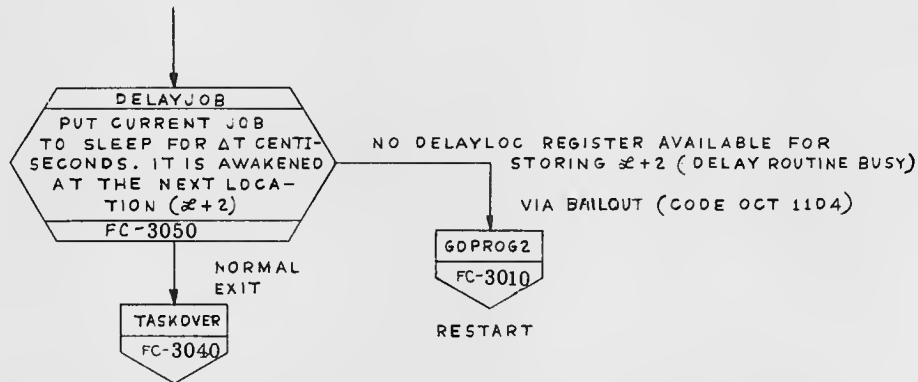 DELAYJOB
PUT CURRENT JOB
TO SLEEP FOR ΔT CENTI-
SECONDS. IT IS AWAKENED
AT THE NEXT LOCA-
TION (ℒ+2)
FC-3050
NO DELAYLOC REGISTER AVAILABLE FOR
STORING ℒ+2 (DELAY ROUTINE BUSY)
VIA BAILOUT (CODE OCT 1104)
GOPROG2
FC-3010
RESTART
NORMAL
EXIT
TASKOVER
FC-3040